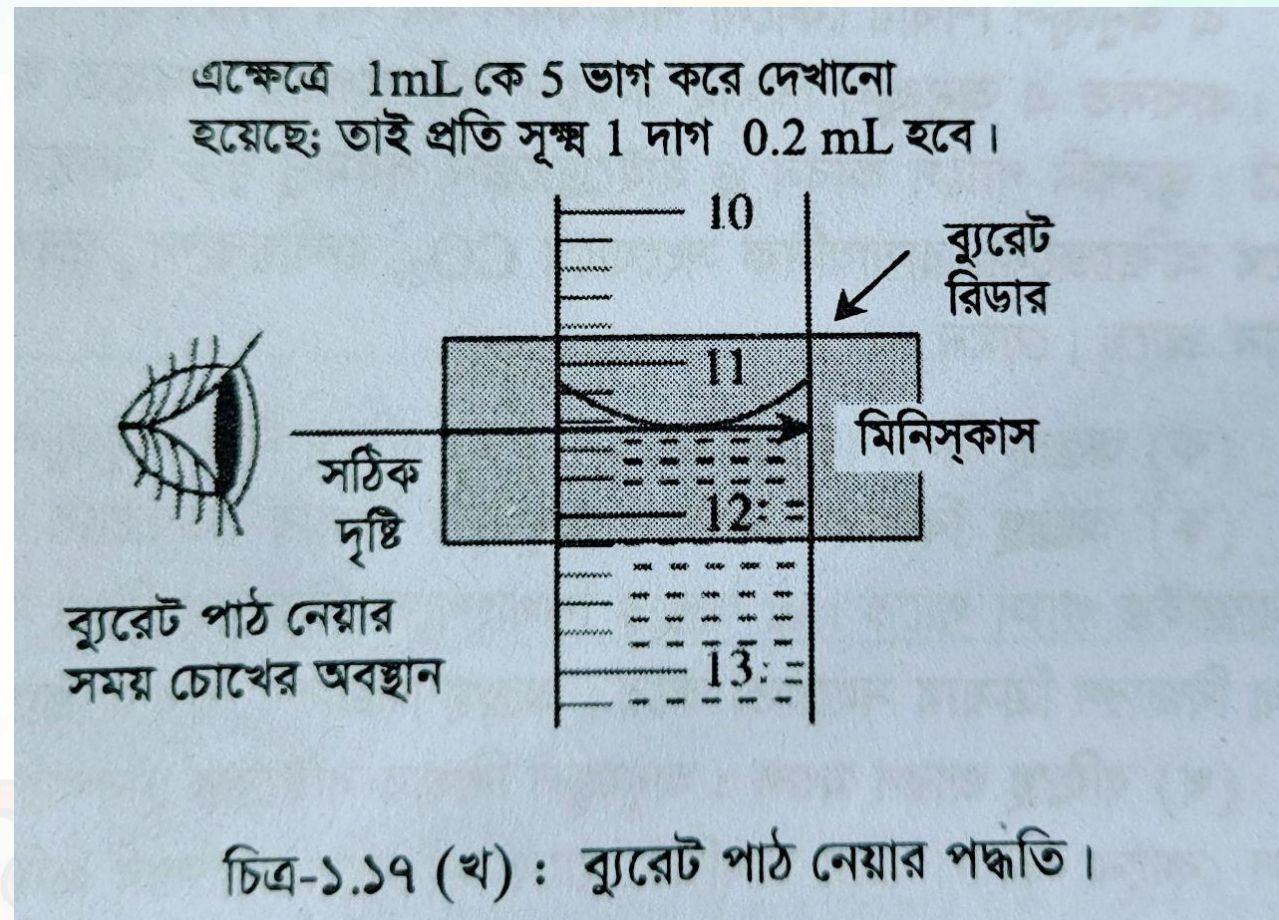 এক্ষেত্রে 1mL কে 5 ভাগ করে দেখানো
হয়েছে; তাই প্রতি সূক্ষ্ম 1 দাগ 0.2 mL হবে।
10
ব্যুরেট
রিডার
11
মিনিস্‌কাস
সঠিক
দৃষ্টি
12
ব্যুরেট পাঠ নেয়ার
সময় চোখের অবস্থান
13
চিত্র-১.১৭ (খ) : ব্যুরেট পাঠ নেয়ার পদ্ধতি।